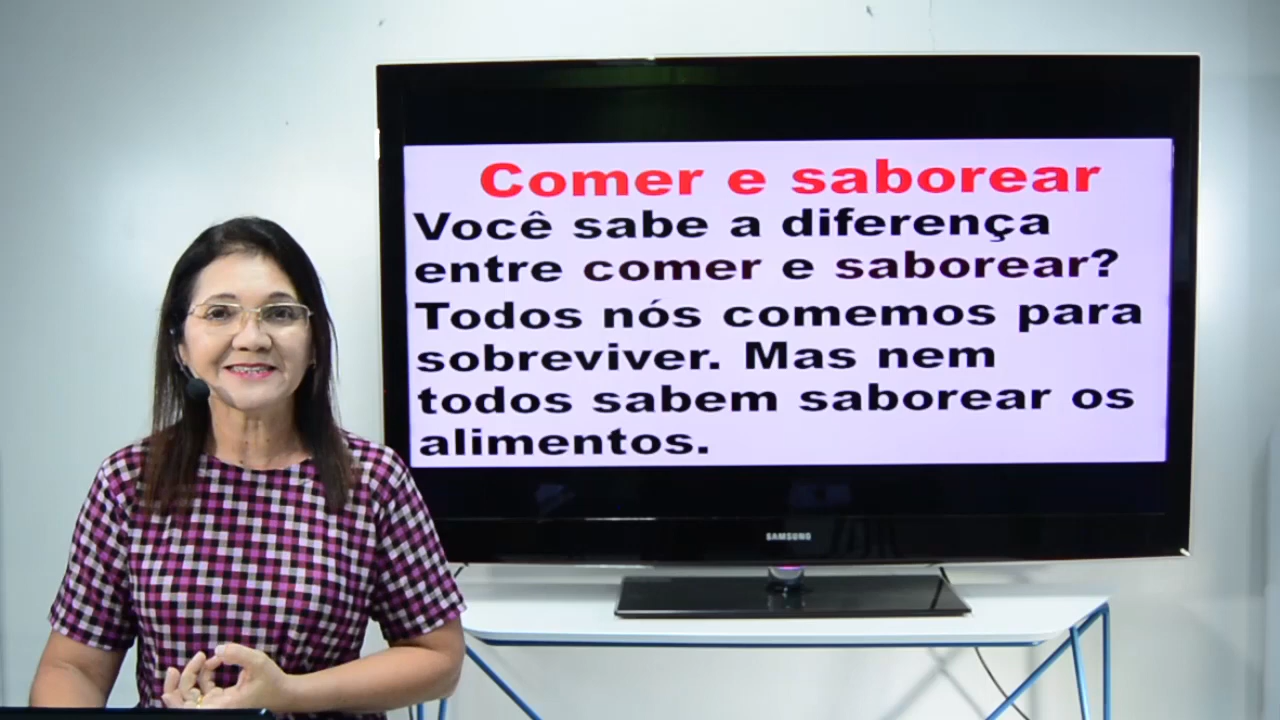 Comer e saborear
Você sabe a diferença
entre comer e saborear?
Todos nós comemos para
sobreviver. Mas nem
todos sabem saborear os
alimentos.
SAMSUNG